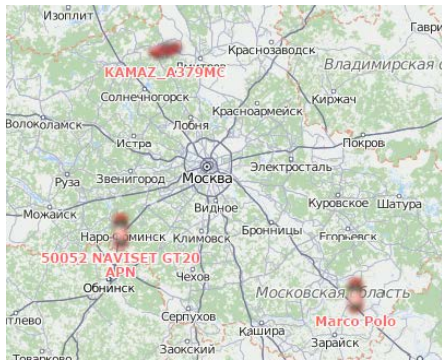 Изоплит
Гаври
Краснозаводск
Дмитров
KAMAZ_A379MC
Владимирская о
Солнечногорск
Киржач
Красноармейск
Волоколамск
Лобня
Истра
Покров
Электросталь
Руза
Звенигород
Москва
Куровское
Шатура
Видное
Можайск
Бронницы
Наро-Фоминск
Климовск
Егорьевск
50052 NAVISET GT20
APN
Чехов
Обнинск
Московская область
Серпухов
Marco Polo
тлево
Кашира
Зарайск
Заокский
Товарково